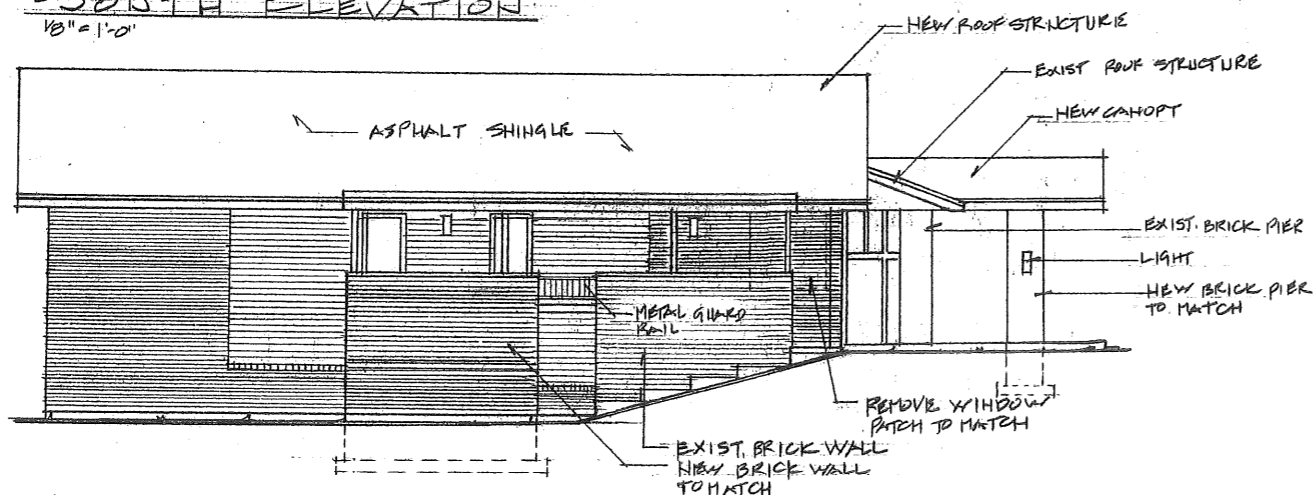 SOUTH ELEVATION
1/8" = 1'-0"
NEW ROOF STRUCTURE
EXIST ROOF STRUCTURE
NEW CANOPY
ASPHALT SHINGLE
EXIST. BRICK PIER
LIGHT
NEW BRICK PIER
TO MATCH
METAL GUARD
RAIL
REMOVE WINDOW
PATCH TO MATCH
EXIST. BRICK WALL
NEW BRICK WALL
TO MATCH